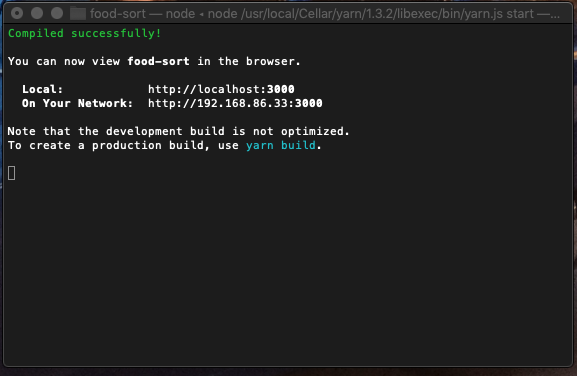 food-sort — node • node /usr/local/Cellar/yarn/1.3.2/libexec/bin/yarn.js start —...
Compiled successfully!
You can now view food-sort in the browser.
Local: http://localhost:3000
On Your Network: http://192.168.86.33:3000
Note that the development build is not optimized.
To create a production build, use yarn build.